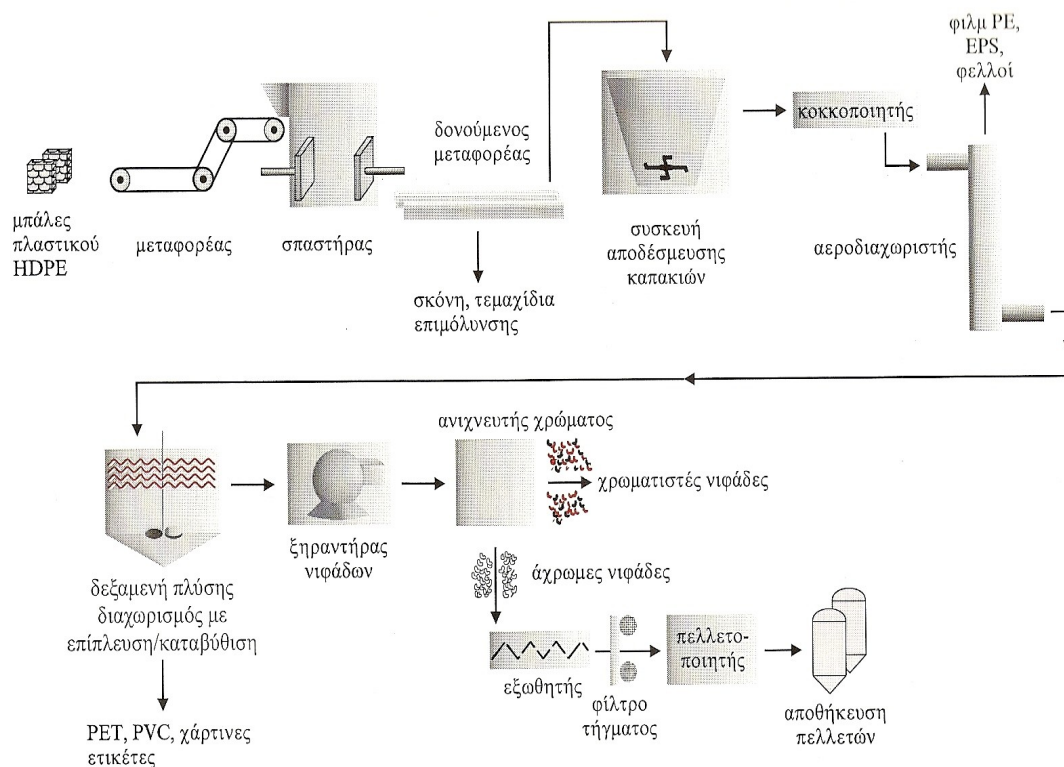 φιλμ PE,
EPS,
φελλοί
δονούμενος
μεταφορέας
κοκκοποιητής
μπάλες
πλαστικού
HDPE
μεταφορέας
σπαστήρας
συσκευή
αποδέσμευσης
καπακιών
αεροδιαχωριστής
σκόνη, τεμαχίδια
επιμόλυνσης
ανιχνευτής χρώματος
χρωματιστές νιφάδες
ξηραντήρας
νιφάδων
δεξαμενή πλύσης
διαχωρισμός με
επίπλευση/καταβύθιση
άχρωμες νιφάδες
πελλετο-
ποιητής
εξωθητής
φίλτρο
τήγματος
αποθήκευση
πελλετών
PET, PVC, χάρτινες
ετικέτες